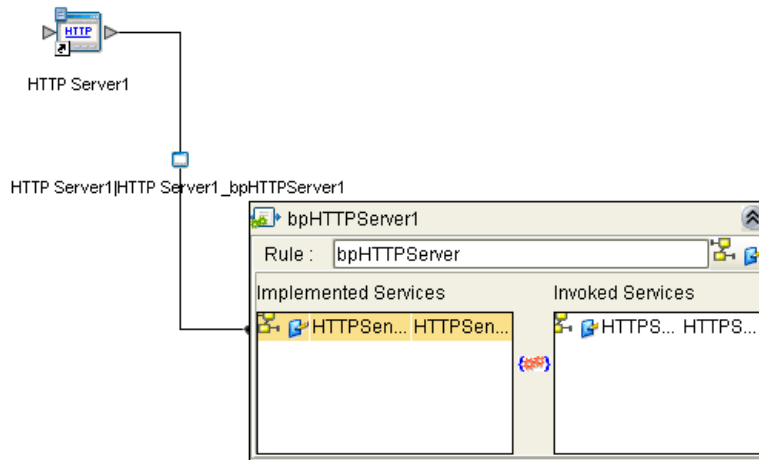 HTTP
HTTP Server1
HTTP Server1|HTTP Server1_bpHTTPServer1
bpHTTPServer1
Rule : bpHTTPServer
Implemented Services Invoked Services
HTTPSen... HTTPSen... HTTPS... HTTPS...